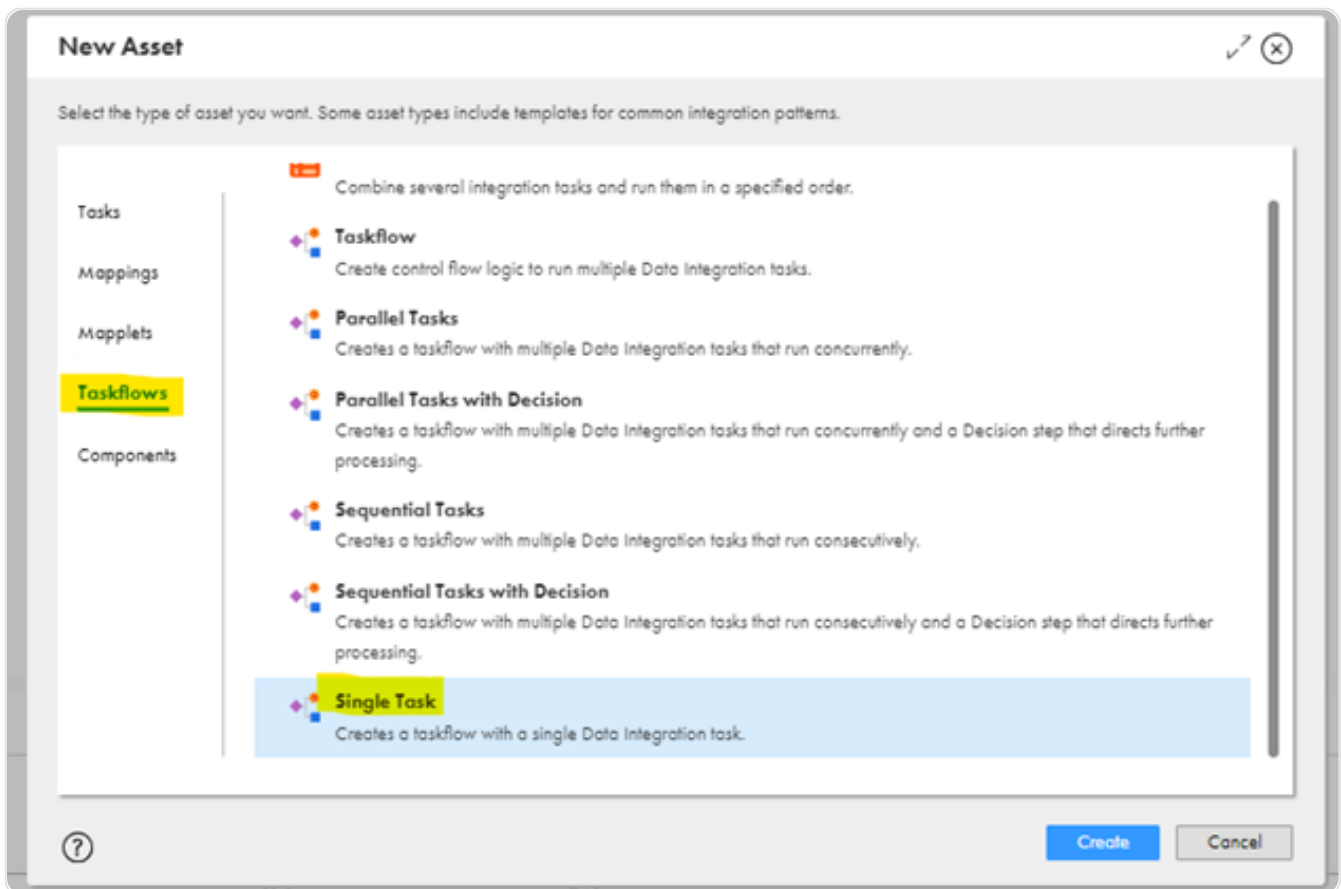 New Asset
Select the type of asset you want. Some asset types include templates for common integration patterns.
Tasks
Mappings
Mapplets
Taskflows
Components
Combine several integration tasks and run them in a specified order.
Taskflow
Create control flow logic to run multiple Data Integration tasks.
Parallel Tasks
Creates a taskflow with multiple Data Integration tasks that run concurrently.
Parallel Tasks with Decision
Creates a taskflow with multiple Data Integration tasks that run concurrently and a Decision step that directs further
processing.
Sequential Tasks
Creates a taskflow with multiple Data Integration tasks that run consecutively.
Sequential Tasks with Decision
Creates a taskflow with multiple Data Integration tasks that run consecutively and a Decision step that directs further
processing.
Single Task
Creates a taskflow with a single Data Integration task.
?
Create
Cancel